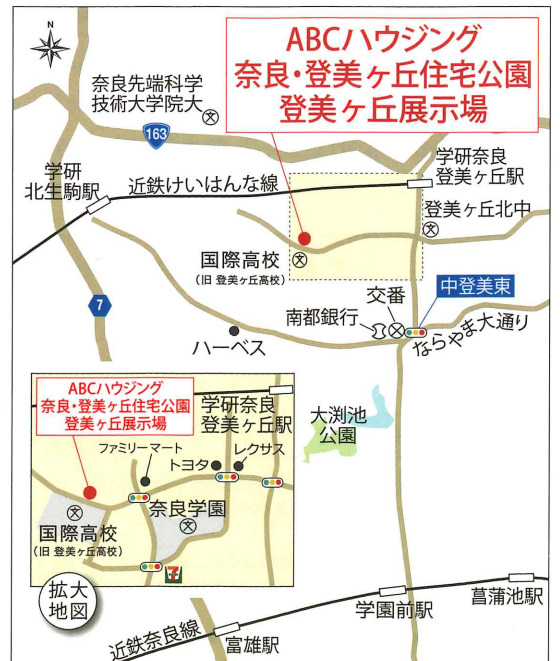 N
ABCハウジング
奈良・登美ヶ丘住宅公園
登美ヶ丘展示場
奈良先端科学
技術大学院大
163
学研
北生駒駅
近鉄けいはんな線
学研奈良
登美ヶ丘駅
登美ヶ丘北中
国際高校
(旧 登美ヶ丘高校)
7
中登美東
交番
南都銀行
ならやま大通り
ハーベス
大渕池
公園
ABCハウジング
奈良・登美ヶ丘住宅公園
登美ヶ丘展示場
学研奈良
登美ヶ丘駅
ファミリーマート
トヨタ
レクサス
奈良学園
国際高校
(旧 登美ヶ丘高校)
拡大
地図
近鉄奈良線
富雄駅
学園前駅
菖蒲池駅